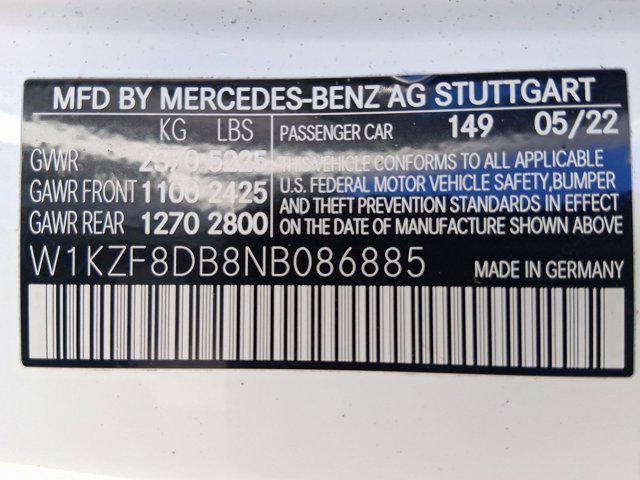 MFD BY MERCEDES-BENZ AG STUTTGART
KG LBS PASSENGER CAR 149 05/22
GVWR 2370 5225 THIS VEHICLE CONFORMS TO ALL APPLICABLE
GAWR FRONT 1100 2425 U.S. FEDERAL MOTOR VEHICLE SAFETY, BUMPER
AND THEFT PREVENTION STANDARDS IN EFFECT
GAWR REAR 1270 2800 ON THE DATE OF MANUFACTURE SHOWN ABOVE
W1KZF8DB8NB086885 MADE IN GERMANY